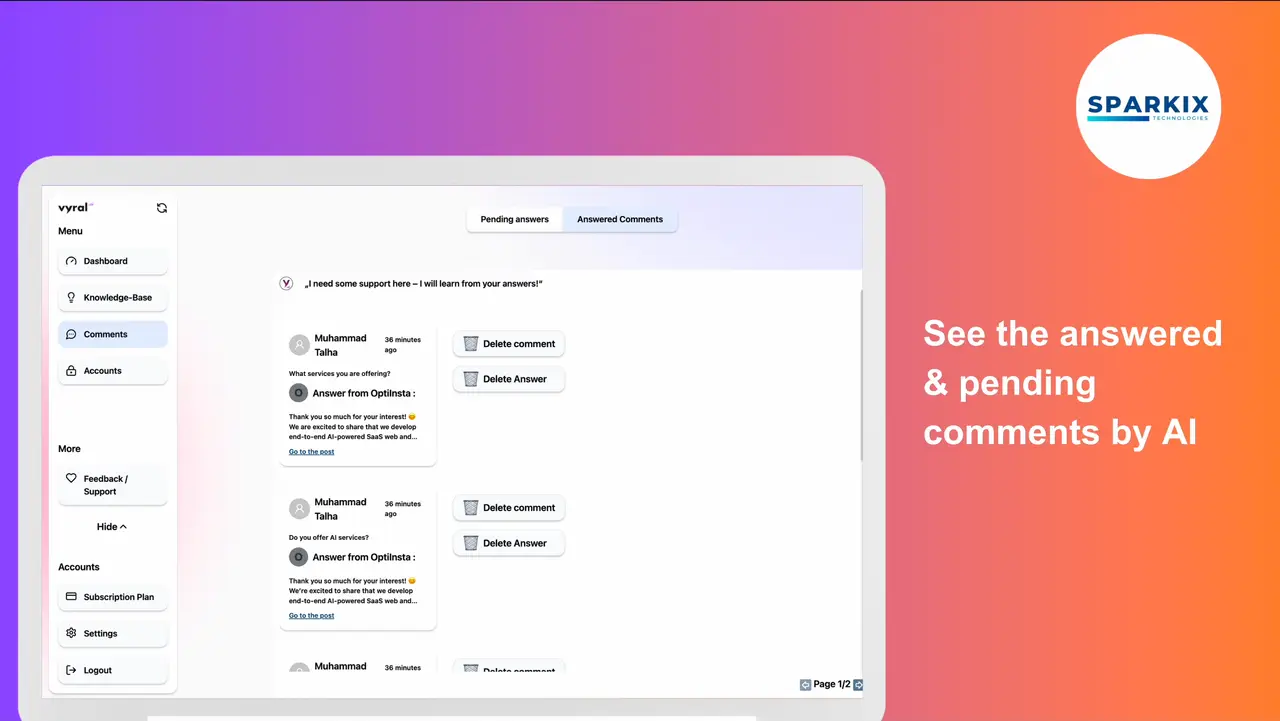 SPARKIX
TECHNOLOGIES
vyral
Menu
Dashboard
Knowledge-Base
Comments
Accounts
More
Feedback /
Support
Hide
Accounts
Subscription Plan
Settings
Logout
Pending answers
Answered Comments
Y
„I need some support here – I will learn from your answers!“
Muhammad
Talha
36 minutes
ago
What services you are offering?
O
Answer from OptiInsta :
Thank you so much for your interest! 😊
We are excited to share that we develop
end-to-end AI-powered SaaS web and...
Go to the post
Delete comment
Delete Answer
Muhammad
Talha
36 minutes
ago
Do you offer AI services?
O
Answer from OptiInsta :
Thank you so much for your interest! 😊
We're excited to share that we develop
end-to-end AI-powered SaaS web and...
Go to the post
Delete comment
Delete Answer
Muhammad
36 minutes
Delete comment
Page 1/2
See the answered
& pending
comments by AI